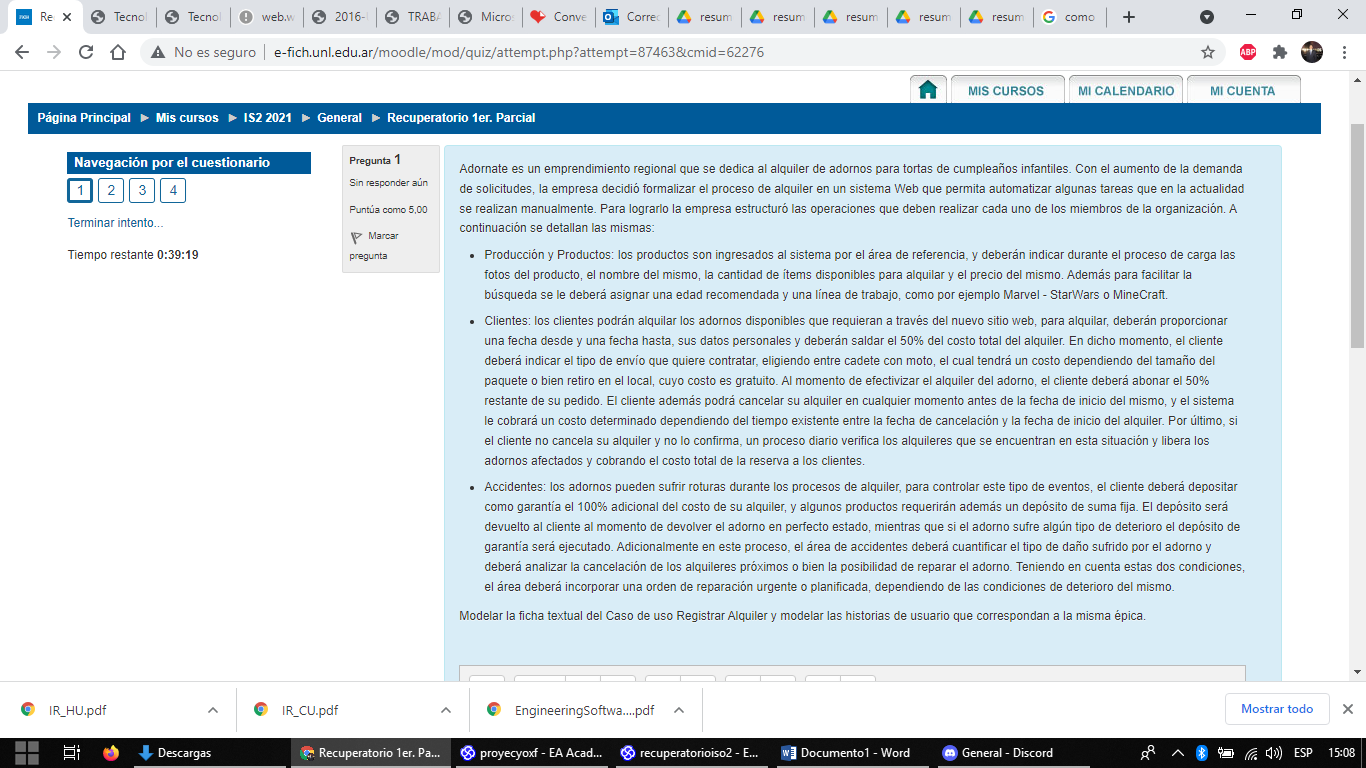 Re
Tecnol
Tecnol
web.w
2016-
TRABA
Micro
Conve
Correc
resum
resum
resum
resum
resum
como
No es seguro | e-fich.unl.edu.ar/moodle/mod/quiz/attempt.php?attempt=87463&cmid=62276
ABP
MIS CURSOS
MI CALENDARIO
MI CUENTA
Página Principal ► Mis cursos ► IS2 2021 ► General ► Recuperatorio 1er. Parcial
Navegación por el cuestionario
1 2 3 4
Terminar intento...
Tiempo restante 0:39:19
Pregunta 1
Sin responder aún
Puntúa como 5,00
Marcar
pregunta
Adornate es un emprendimiento regional que se dedica al alquiler de adornos para tortas de cumpleaños infantiles. Con el aumento de la demanda
de solicitudes, la empresa decidió formalizar el proceso de alquiler en un sistema Web que permita automatizar algunas tareas que en la actualidad
se realizan manualmente. Para lograrlo la empresa estructuró las operaciones que deben realizar cada uno de los miembros de la organización. A
continuación se detallan las mismas:
• Producción y Productos: los productos son ingresados al sistema por el área de referencia, y deberán indicar durante el proceso de carga las
fotos del producto, el nombre del mismo, la cantidad de ítems disponibles para alquilar y el precio del mismo. Además para facilitar la
búsqueda se le deberá asignar una edad recomendada y una línea de trabajo, como por ejemplo Marvel - StarWars o MineCraft.
• Clientes: los clientes podrán alquilar los adornos disponibles que requieran a través del nuevo sitio web, para alquilar, deberán proporcionar
una fecha desde y una fecha hasta, sus datos personales y deberán saldar el 50% del costo total del alquiler. En dicho momento, el cliente
deberá indicar el tipo de envío que quiere contratar, eligiendo entre cadete con moto, el cual tendrá un costo dependiendo del tamaño del
paquete o bien retiro en el local, cuyo costo es gratuito. Al momento de efectivizar el alquiler del adorno, el cliente deberá abonar el 50%
restante de su pedido. El cliente además podrá cancelar su alquiler en cualquier momento antes de la fecha de inicio del mismo, y el sistema
le cobrará un costo determinado dependiendo del tiempo existente entre la fecha de cancelación y la fecha de inicio del alquiler. Por último, si
el cliente no cancela su alquiler y no lo confirma, un proceso diario verifica los alquileres que se encuentran en esta situación y libera los
adornos afectados y cobrando el costo total de la reserva a los clientes.
• Accidentes: los adornos pueden sufrir roturas durante los procesos de alquiler, para controlar este tipo de eventos, el cliente deberá depositar
como garantía el 100% adicional del costo de su alquiler, y algunos productos requerirán además un depósito de suma fija. El depósito será
devuelto al cliente al momento de devolver el adorno en perfecto estado, mientras que si el adorno sufre algún tipo de deterioro el depósito de
garantía será ejecutado. Adicionalmente en este proceso, el área de accidentes deberá cuantificar el tipo de daño sufrido por el adorno y
deberá analizar la cancelación de los alquileres próximos o bien la posibilidad de reparar el adorno. Teniendo en cuenta estas dos condiciones,
el área deberá incorporar una orden de reparación urgente o planificada, dependiendo de las condiciones de deterioro del mismo.
Modelar la ficha textual del Caso de uso Registrar Alquiler y modelar las historias de usuario que correspondan a la misma épica.
IR_HU.pdf
IR_CU.pdf
EngineeringSoftwa....pdf
Mostrar todo
Descargas
Recuperatorio 1er. Pa...
proyecyoxf - EA Acad...
recuperatorioiso2 - E...
Documento1 - Word
General - Discord
ESP
15:08